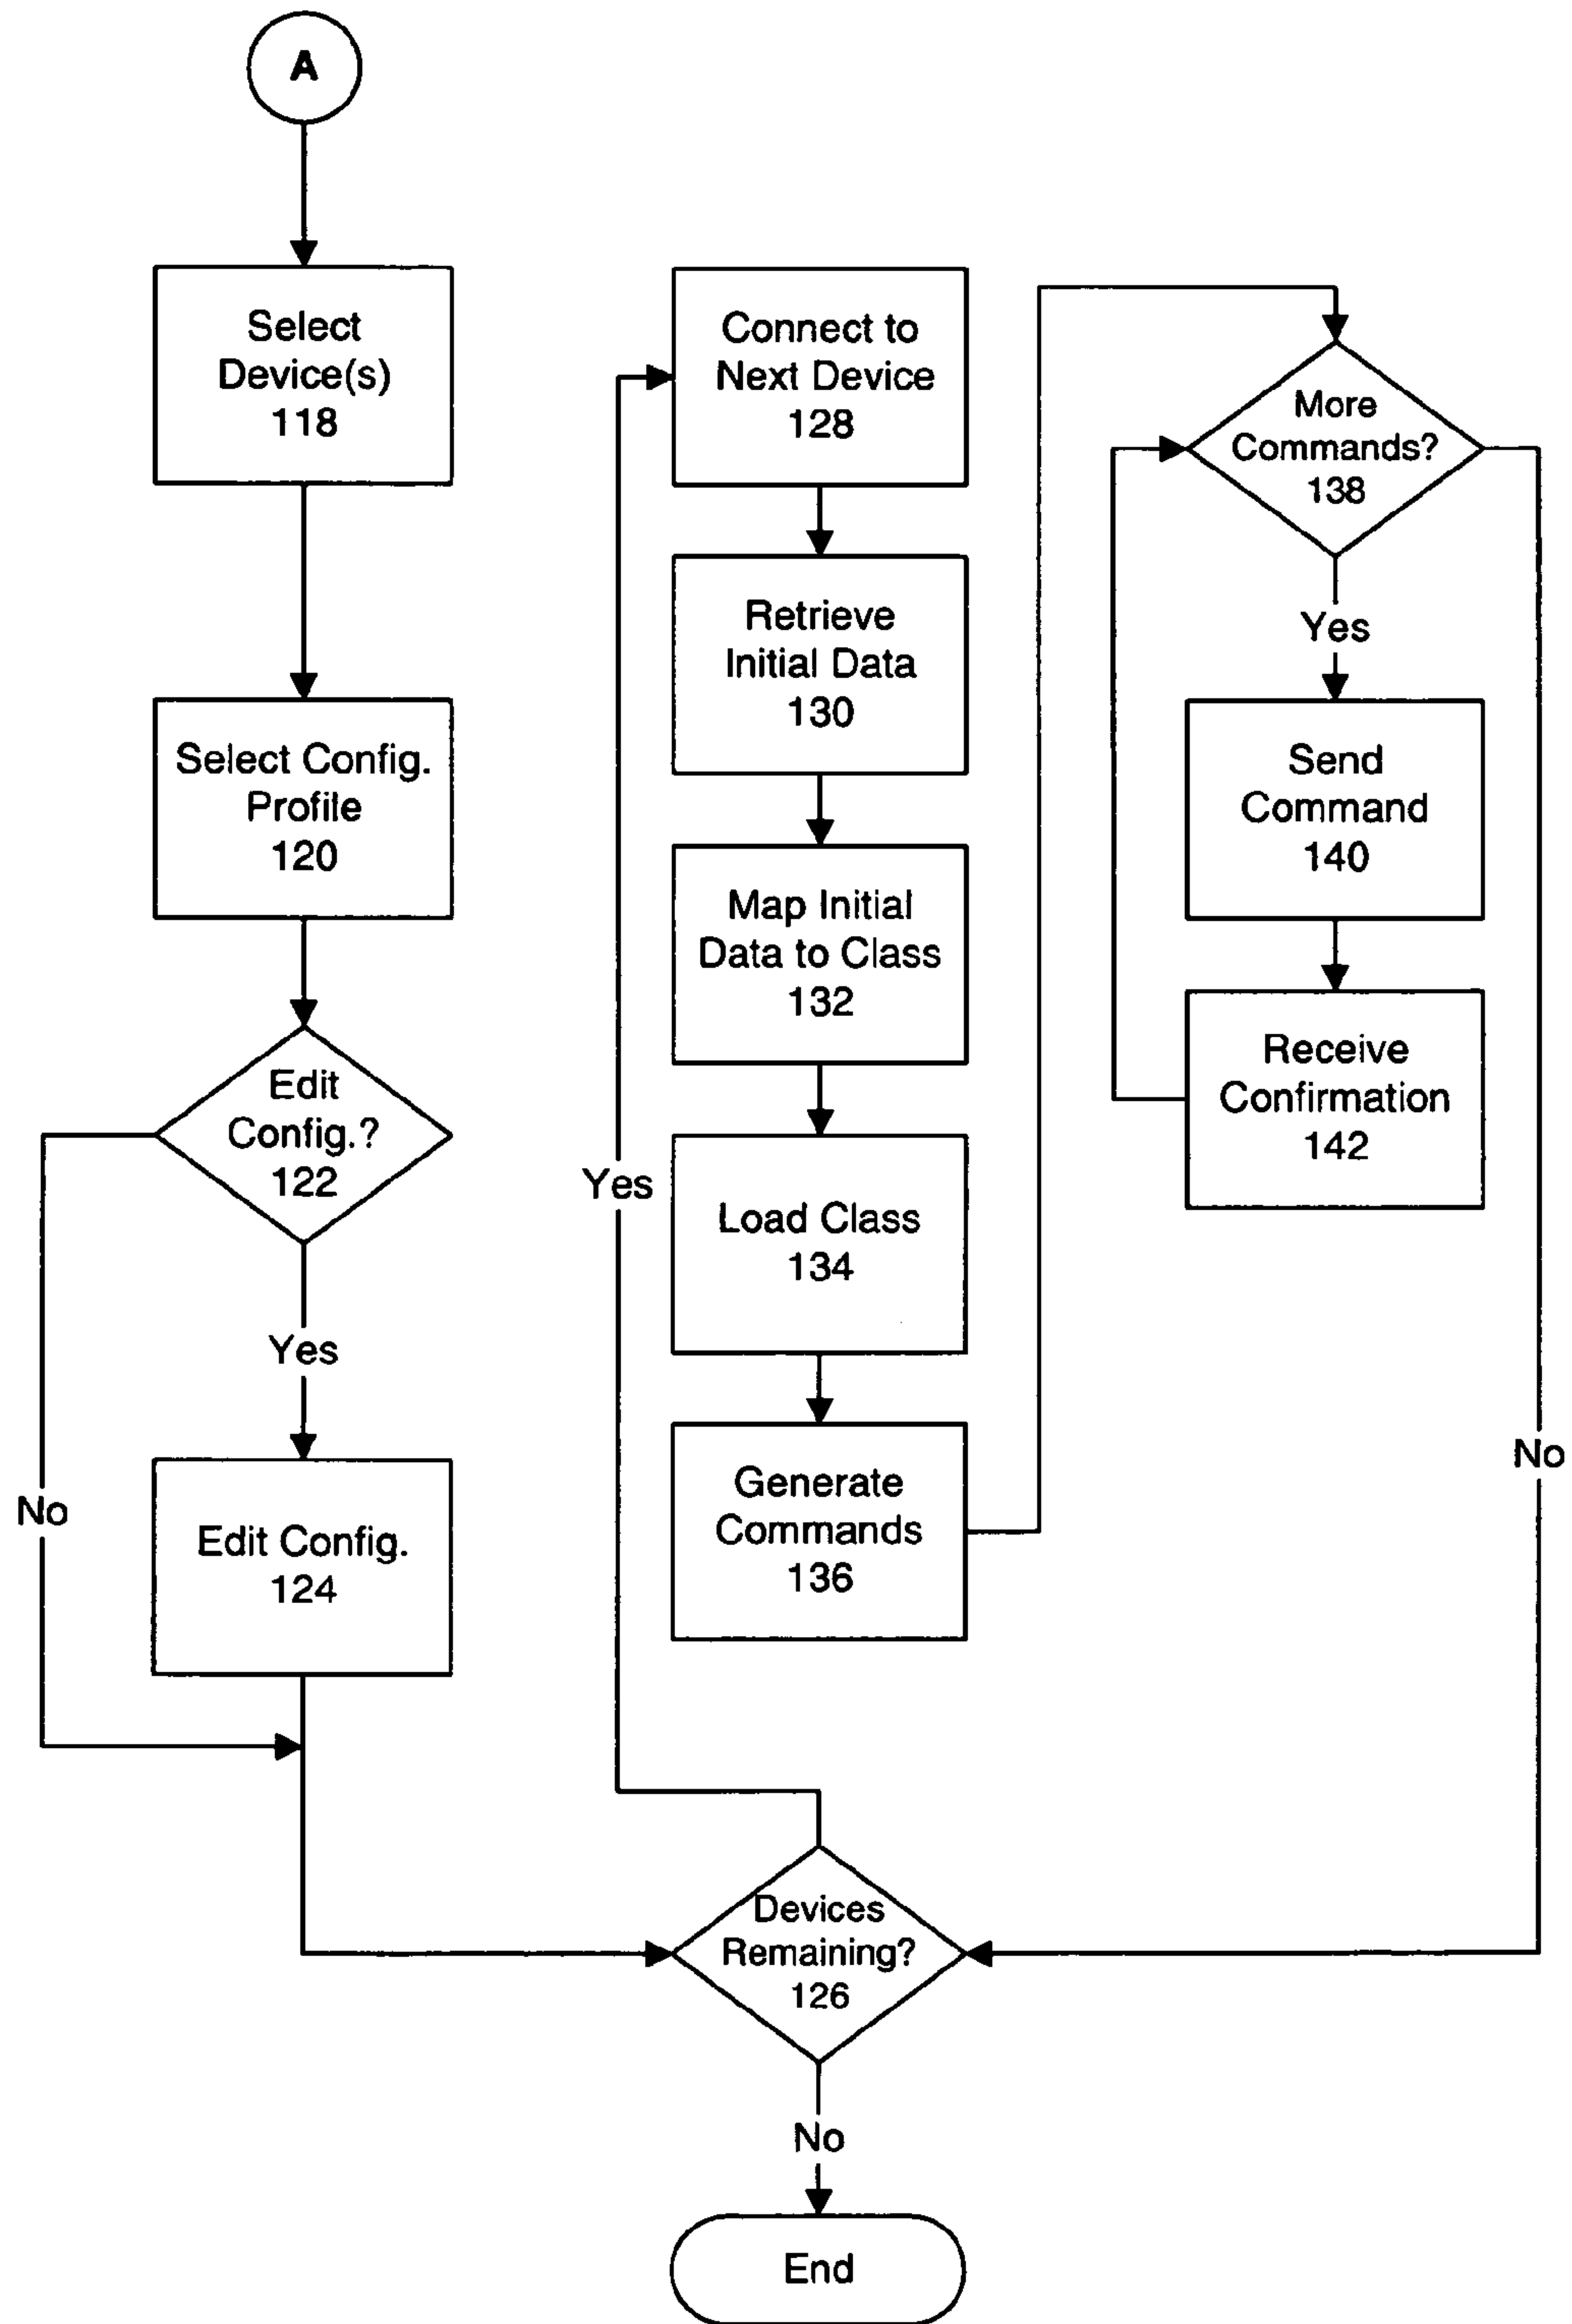 A
Select
Device(s)
118
Select Config.
Profile
120
Edit
Config.?
122
No
Yes
Edit Config.
124
Connect to
Next Device
128
Retrieve
Initial Data
130
Map Initial
Data to Class
132
Yes
Load Class
134
Generate
Commands
136
More
Commands?
138
Yes
Send
Command
140
Receive
Confirmation
142
No
Devices
Remaining?
126
No
End